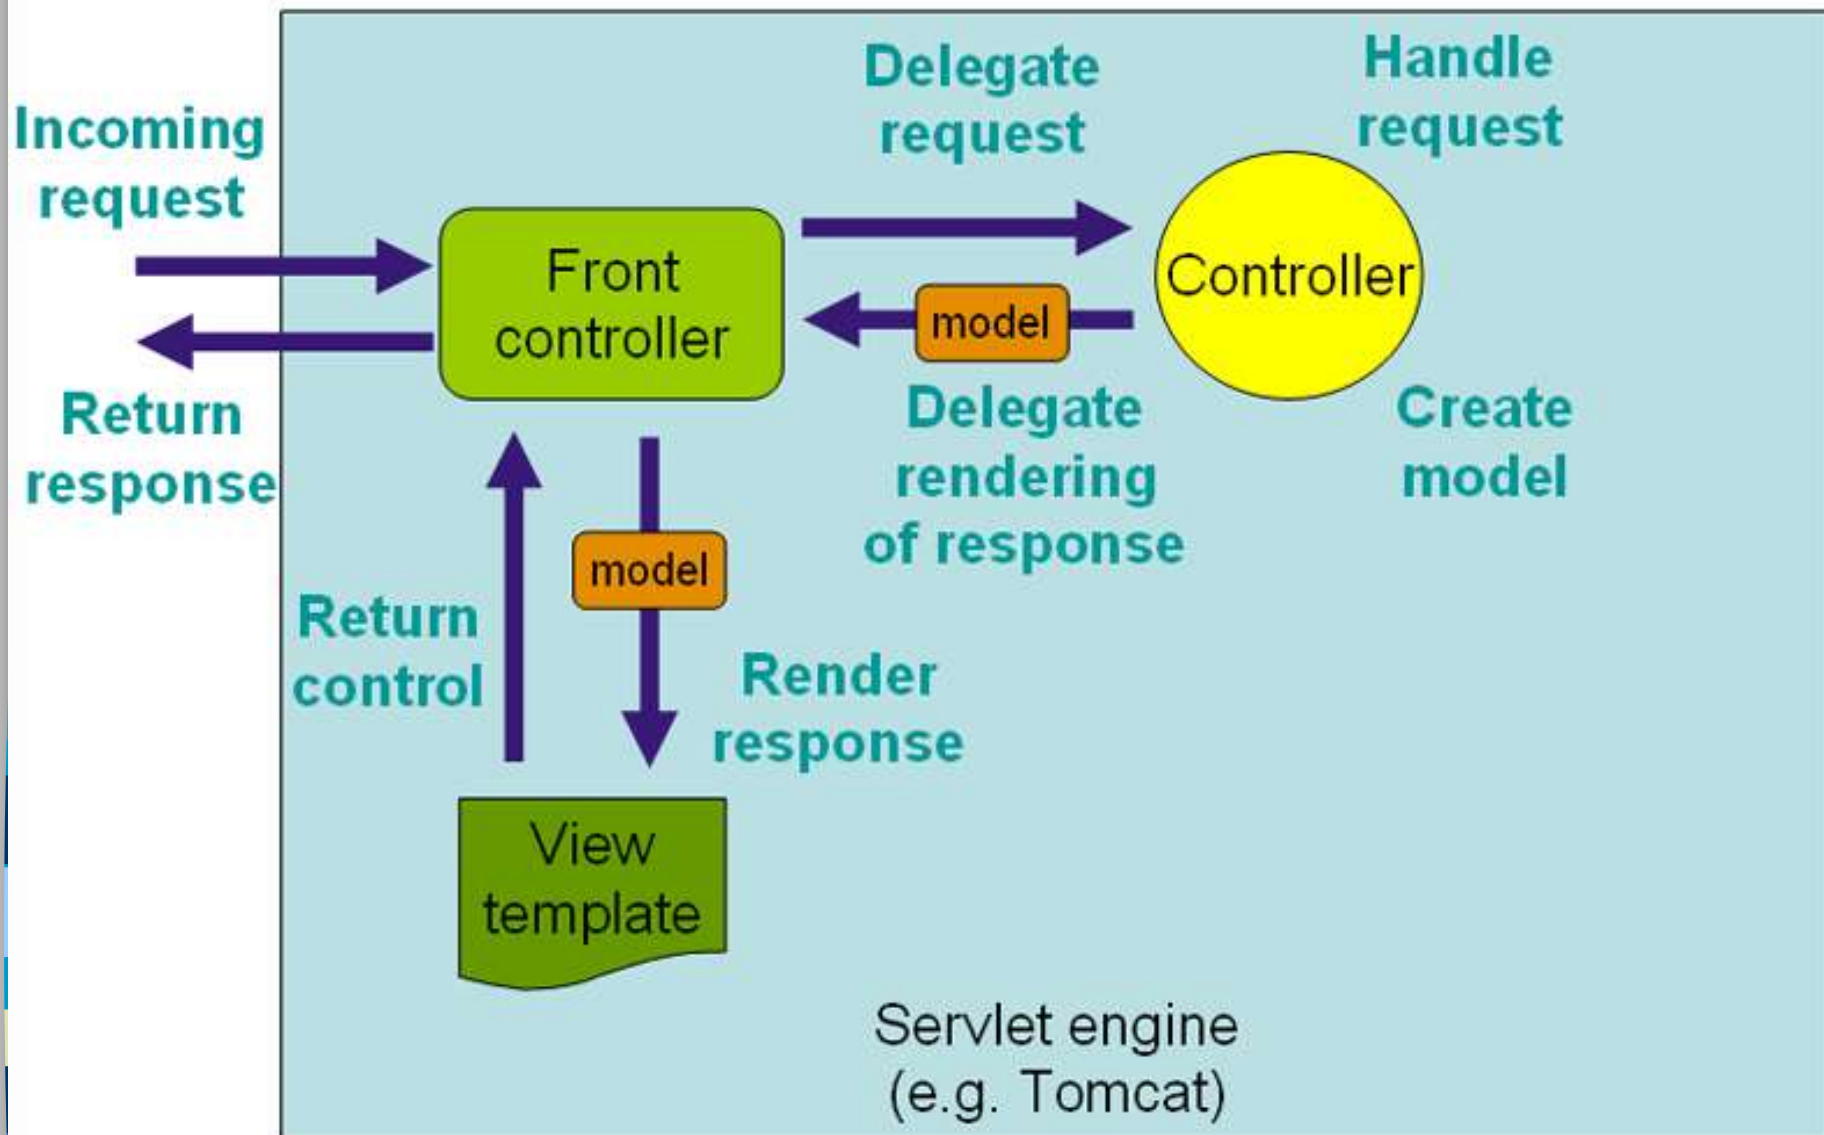 Incoming
request
Return
response
Front
controller
Delegate
request
Handle
request
Controller
model
Delegate
rendering
of response
Create
model
Return
control
model
Render
response
View
template
Servlet engine
(e.g. Tomcat)